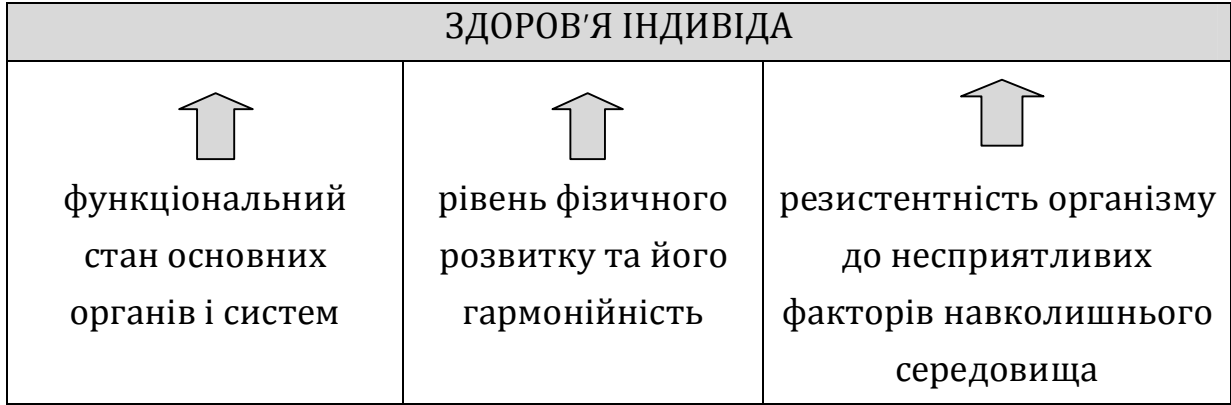 ЗДОРОВ'Я ІНДИВІДА
функціональний
стан основних
органів і систем
рівень фізичного
розвитку та його
гармонійність
резистентність організму
до несприятливих
факторів навколишнього
середовища